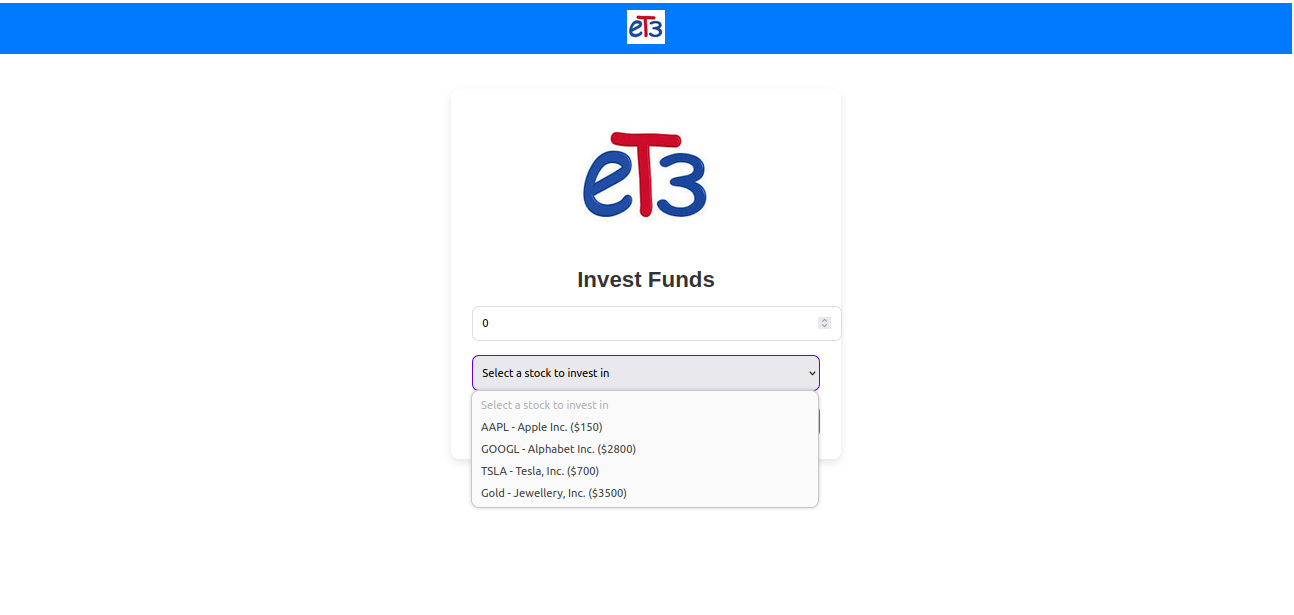 eT3
eT3
Invest Funds
0
Select a stock to invest in
Select a stock to invest in
AAPL - Apple Inc. ($150)
GOOGL - Alphabet Inc. ($2800)
TSLA - Tesla, Inc. ($700)
Gold - Jewellery, Inc. ($3500)